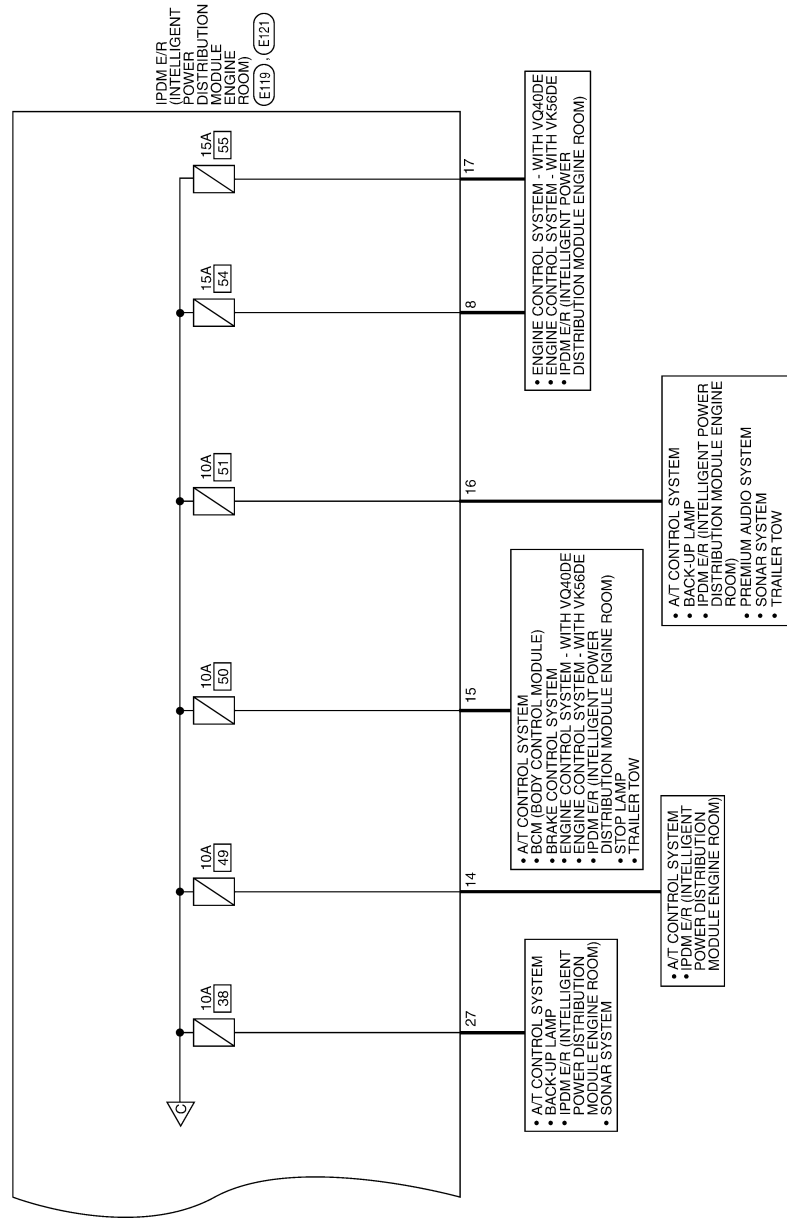 IPDM E/R
(INTELLIGENT
POWER
DISTRIBUTION
MODULE
ENGINE
ROOM)
E119 , E121
C
10A
38
10A
49
10A
50
10A
51
15A
54
15A
55
27
14
15
16
8
17
• A/T CONTROL SYSTEM
• BACK-UP LAMP
• IPDM E/R (INTELLIGENT
POWER DISTRIBUTION
MODULE ENGINE ROOM)
• SONAR SYSTEM
• A/T CONTROL SYSTEM
• IPDM E/R (INTELLIGENT
POWER DISTRIBUTION
MODULE ENGINE ROOM)
• A/T CONTROL SYSTEM
• BCM (BODY CONTROL MODULE)
• BRAKE CONTROL SYSTEM
• ENGINE CONTROL SYSTEM - WITH VQ40DE
• ENGINE CONTROL SYSTEM - WITH VK56DE
• IPDM E/R (INTELLIGENT POWER
DISTRIBUTION MODULE ENGINE ROOM)
• STOP LAMP
• TRAILER TOW
• A/T CONTROL SYSTEM
• BACK-UP LAMP
• IPDM E/R (INTELLIGENT POWER
DISTRIBUTION MODULE ENGINE
ROOM)
• PREMIUM AUDIO SYSTEM
• SONAR SYSTEM
• TRAILER TOW
• ENGINE CONTROL SYSTEM - WITH VQ40DE
• ENGINE CONTROL SYSTEM - WITH VK56DE
• IPDM E/R (INTELLIGENT POWER
DISTRIBUTION MODULE ENGINE ROOM)